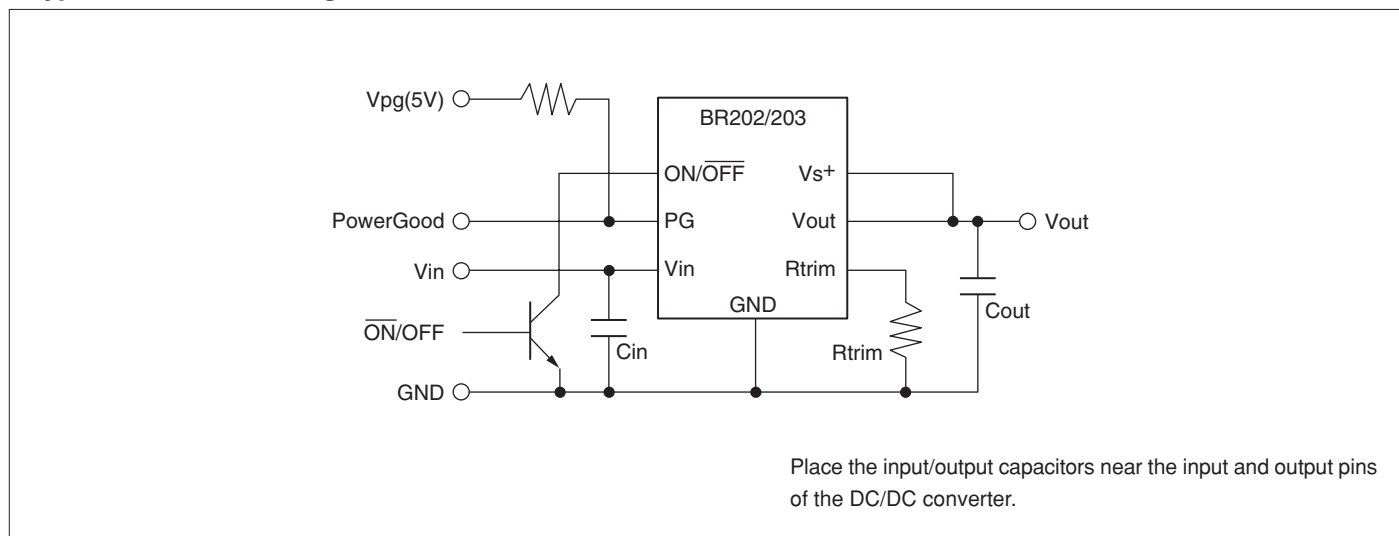 Vpg(5V)
BR202/203
ON/OFF
Vs+
PowerGood
PG
Vout
Vout
Vin
Vin
Rtrim
GND
Cout
ON/OFF
Cin
Rtrim
GND
Place the input/output capacitors near the input and output pins
of the DC/DC converter.